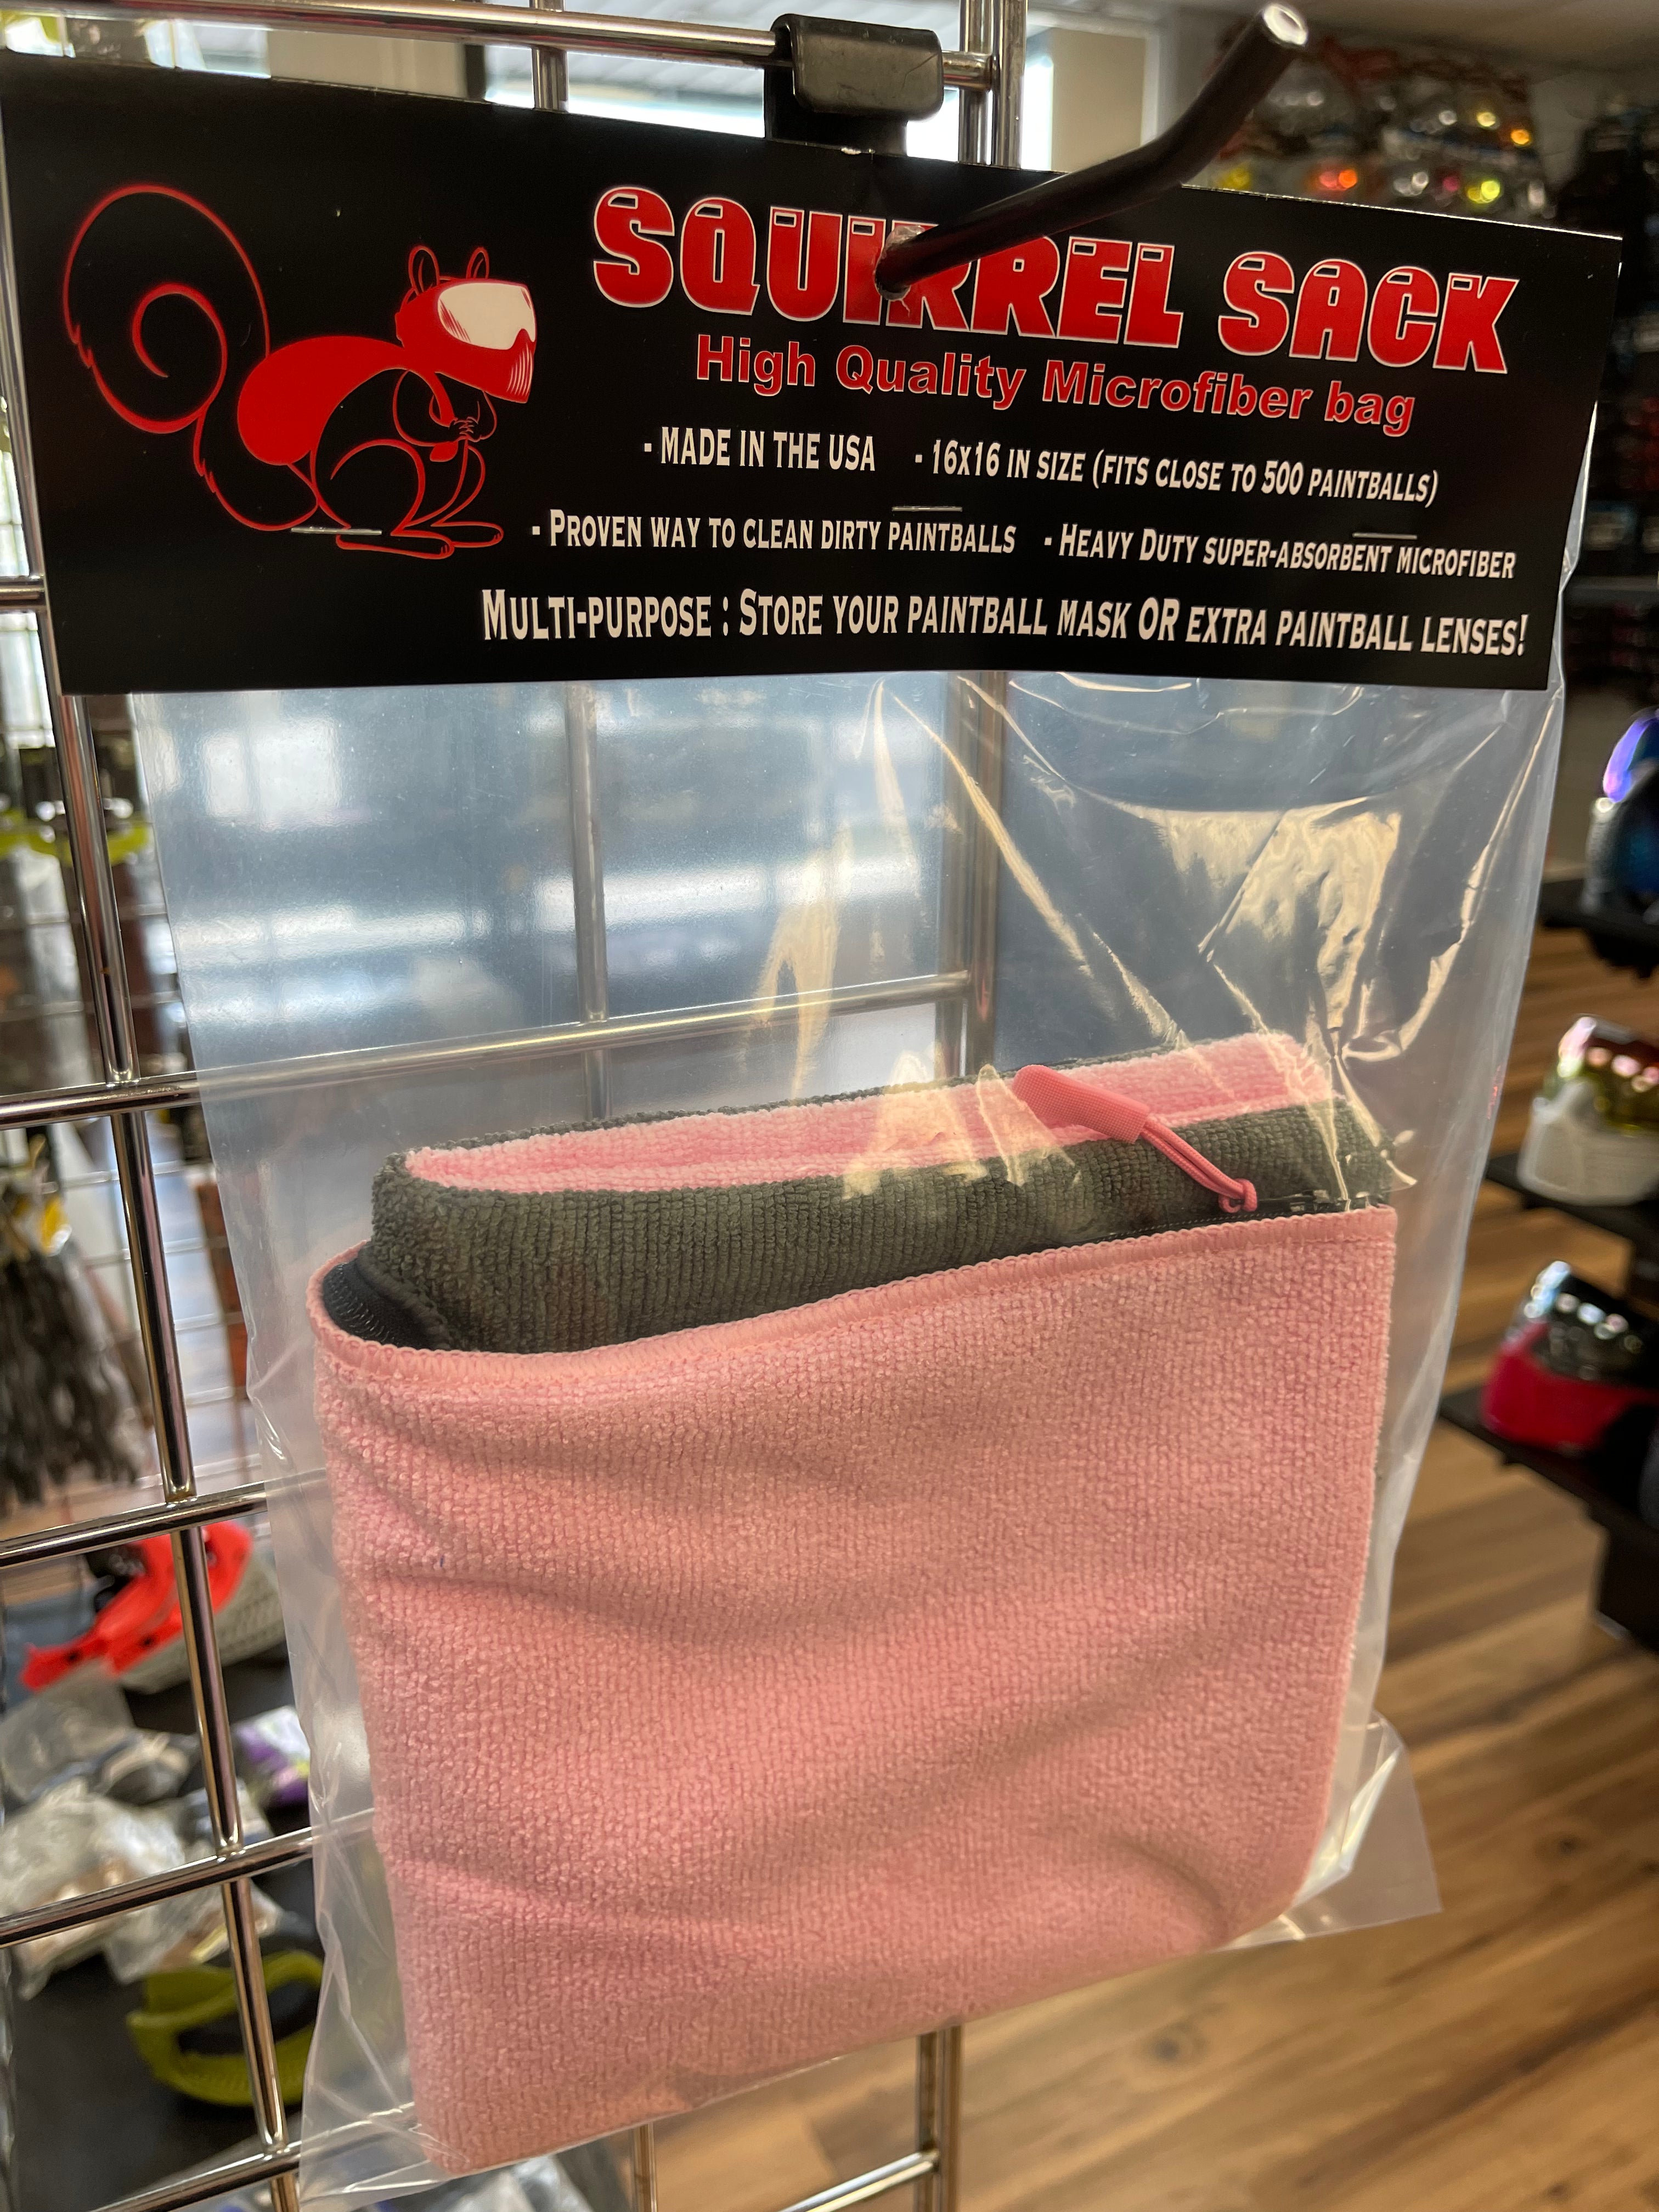 SQUIRREL SACK
High Quality Microfiber bag
- MADE IN THE USA - 16x16 IN SIZE (FITS CLOSE TO 500 PAINTBALLS)
- PROVEN WAY TO CLEAN DIRTY PAINTBALLS - HEAVY DUTY SUPER-ABSORBENT MICROFIBER
MULTI-PURPOSE : STORE YOUR PAINTBALL MASK OR EXTRA PAINTBALL LENSES!